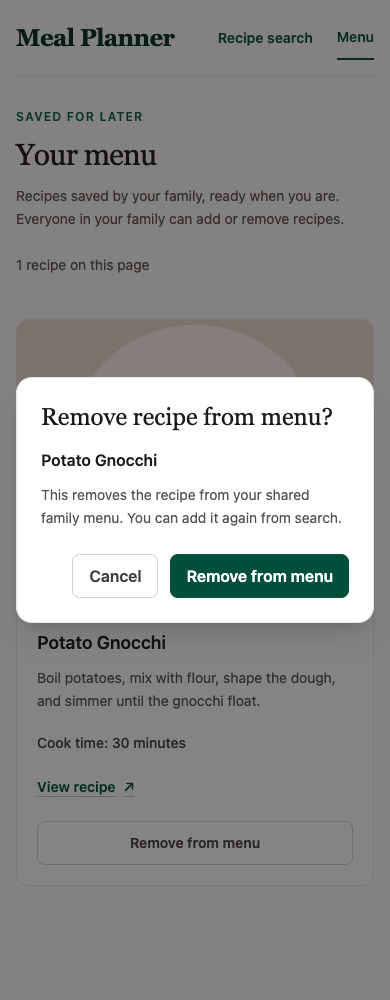 Meal Planner
Recipe search
Menu
SAVED FOR LATER
Your menu
Recipes saved by your family, ready when you are.
Everyone in your family can add or remove recipes.
1 recipe on this page
Remove recipe from menu?
Potato Gnocchi
This removes the recipe from your shared
family menu. You can add it again from search.
Cancel
Remove from menu
Potato Gnocchi
Boil potatoes, mix with flour, shape the dough,
and simmer until the gnocchi float.
Cook time: 30 minutes
View recipe ↗
Remove from menu